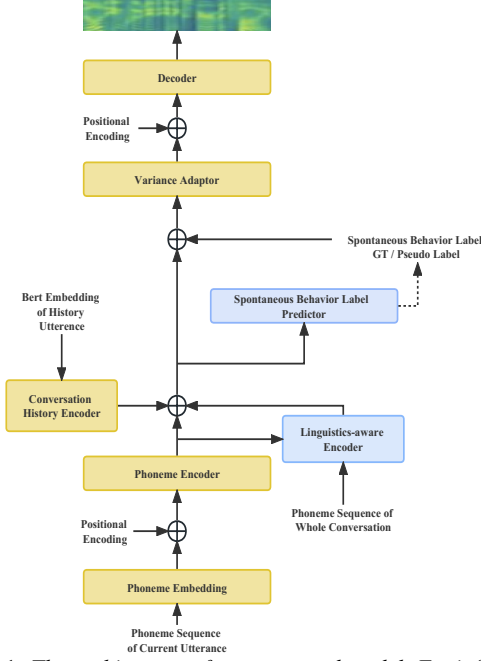 Decoder
Positional
Encoding
Variance Adaptor
Spontaneous Behavior Label
GT / Pseudo Label
Spontaneous Behavior Label
Predictor
Bert Embedding
of History
Utterence
Conversation
History Encoder
Linguistics-aware
Encoder
Phoneme Encoder
Phoneme Sequence of
Whole Conversation
Positional
Encoding
Phoneme Embedding
Phoneme Sequence
of Current Utterance